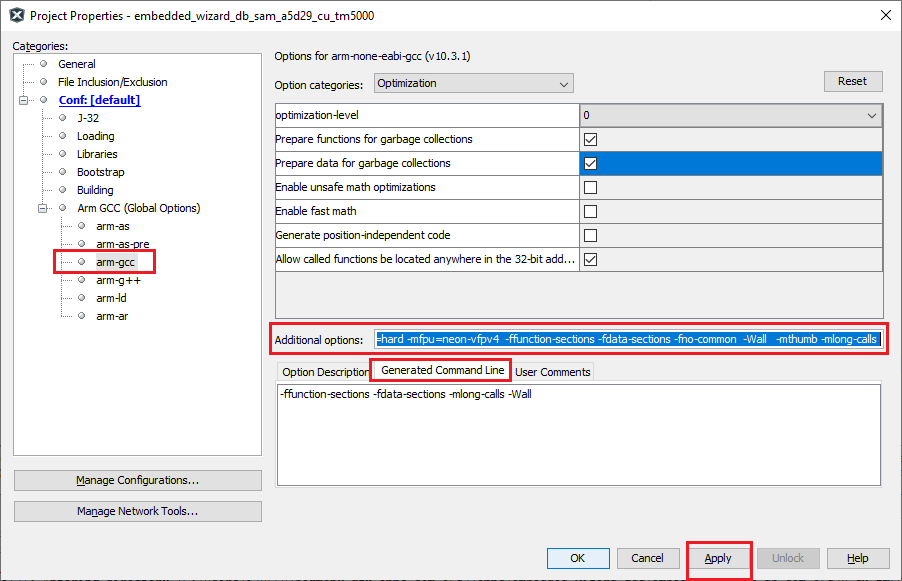 Project Properties - embedded_wizard_db_sam_a5d29_cu_tm5000
Categories:
General
File Inclusion/Exclusion
Conf: [default]
J-32
Loading
Libraries
Bootstrap
Building
Arm GCC (Global Options)
arm-as
arm-as-pre
arm-gcc
arm-g++
arm-ld
arm-ar
Manage Configurations...
Manage Network Tools...
Options for arm-none-eabi-gcc (v10.3.1)
Option categories: Optimization
Reset
optimization-level 0
Prepare functions for garbage collections
Prepare data for garbage collections
Enable unsafe math optimizations
Enable fast math
Generate position-independent code
Allow called functions be located anywhere in the 32-bit add...
Additional options: =hard -mfpu=neon-vfpv4 -ffunction-sections -fdata-sections -fno-common -Wall -mthumb -mlong-calls
Option Description Generated Command Line User Comments
-ffunction-sections -fdata-sections -mlong-calls -Wall
OK Cancel Apply Unlock Help